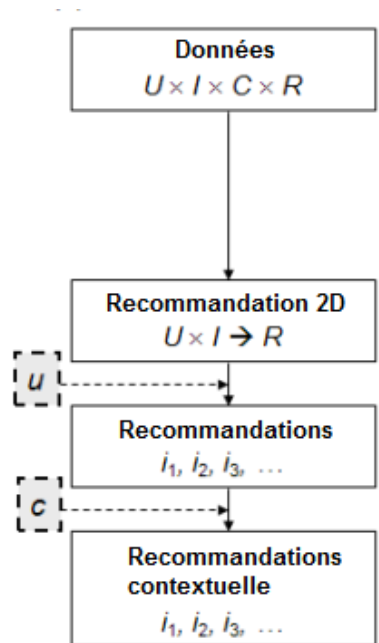 Données
U × I × C × R
Recommandation 2D
U × I → R
u
Recommandations
i₁, i₂, i₃, …
c
Recommandations
contextuelle
i₁, i₂, i₃, …